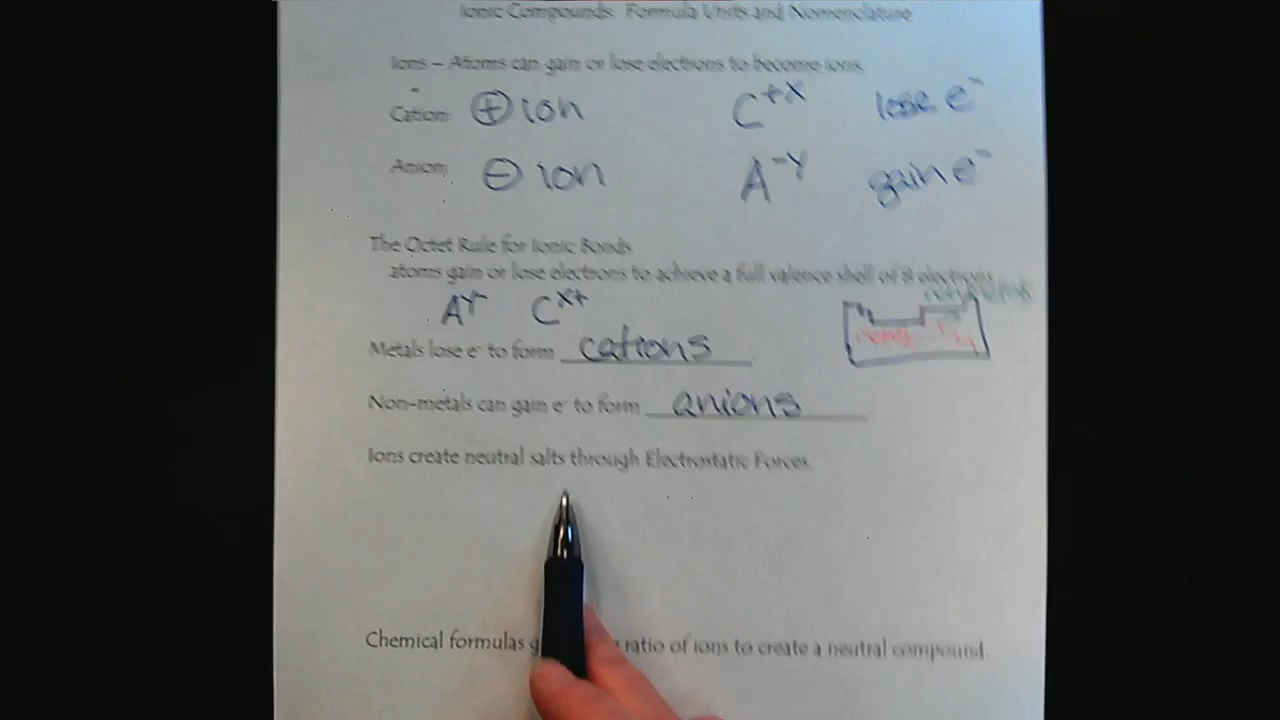 Ionic Compounds: Formula Units and Nomenclature
Ions – Atoms can gain or lose electrons to become ions.
Cation: ⊕ ion C⁺ˣ lose e⁻
Anion: ⊖ ion A⁻ʸ gain e⁻
The Octet Rule for Ionic Bonds
atoms gain or lose electrons to achieve a full valence shell of 8 electrons
Aʸ⁻ Cˣ⁺
Metals lose e⁻ to form cations
Non-metals can gain e⁻ to form anions
Ions create neutral salts through Electrostatic Forces.
Chemical formulas ratio of ions to create a neutral compound.